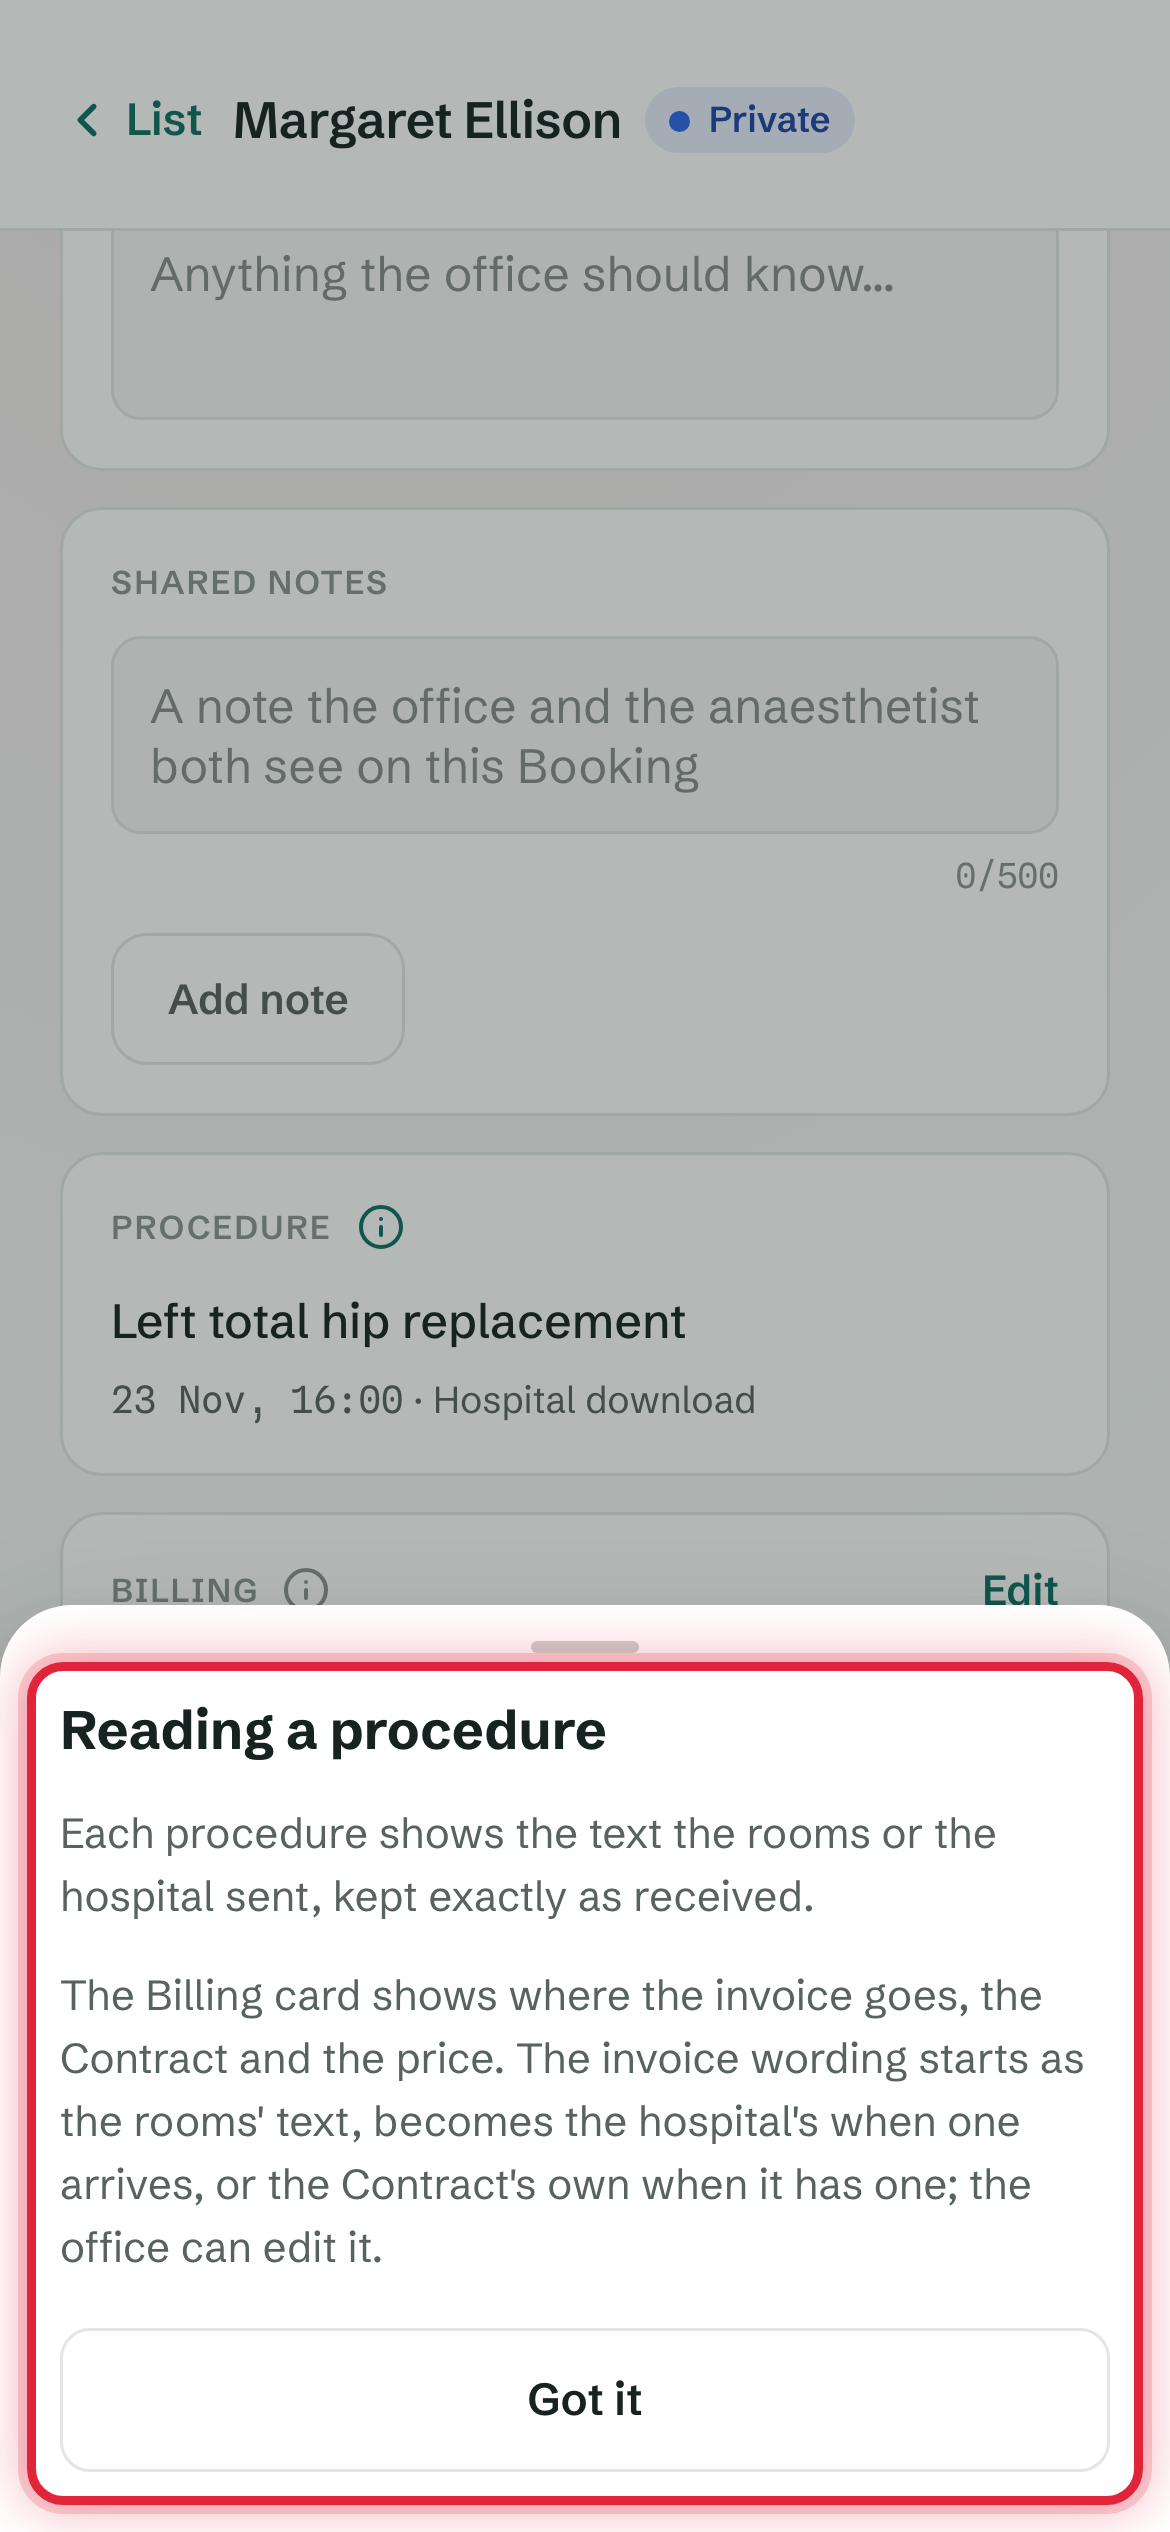 List Margaret Ellison Private
Anything the office should know...
SHARED NOTES
A note the office and the anaesthetist
both see on this Booking
0/500
Add note
PROCEDURE
Left total hip replacement
23 Nov, 16:00 · Hospital download
BILLING Edit
Reading a procedure
Each procedure shows the text the rooms or the
hospital sent, kept exactly as received.
The Billing card shows where the invoice goes, the
Contract and the price. The invoice wording starts as
the rooms' text, becomes the hospital's when one
arrives, or the Contract's own when it has one; the
office can edit it.
Got it